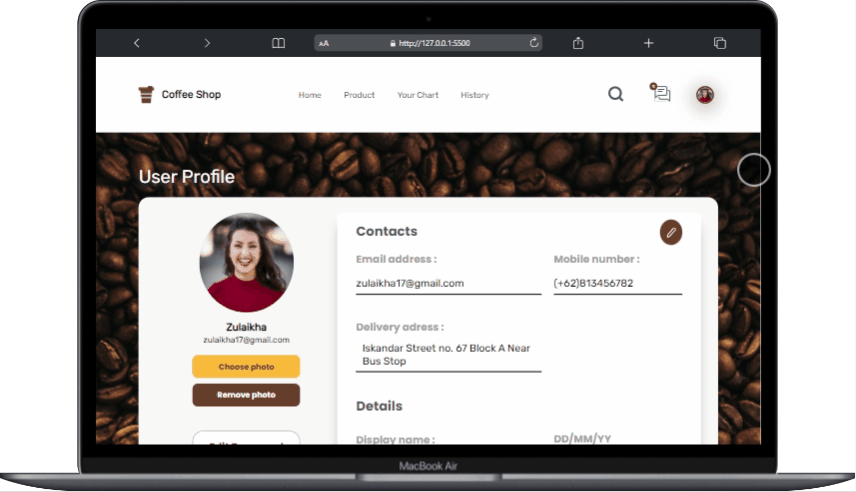 AA
http://127.0.0.1:5500
Coffee Shop
Home
Product
Your Chart
History
User Profile
Zulaikha
zulaikha17@gmail.com
Choose photo
Remove photo
Contacts
Email address :
Mobile number :
zulaikha17@gmail.com
(+62)813456782
Delivery adress :
Iskandar Street no. 67 Block A Near
Bus Stop
Details
Display name :
DD/MM/YY
MacBook Air